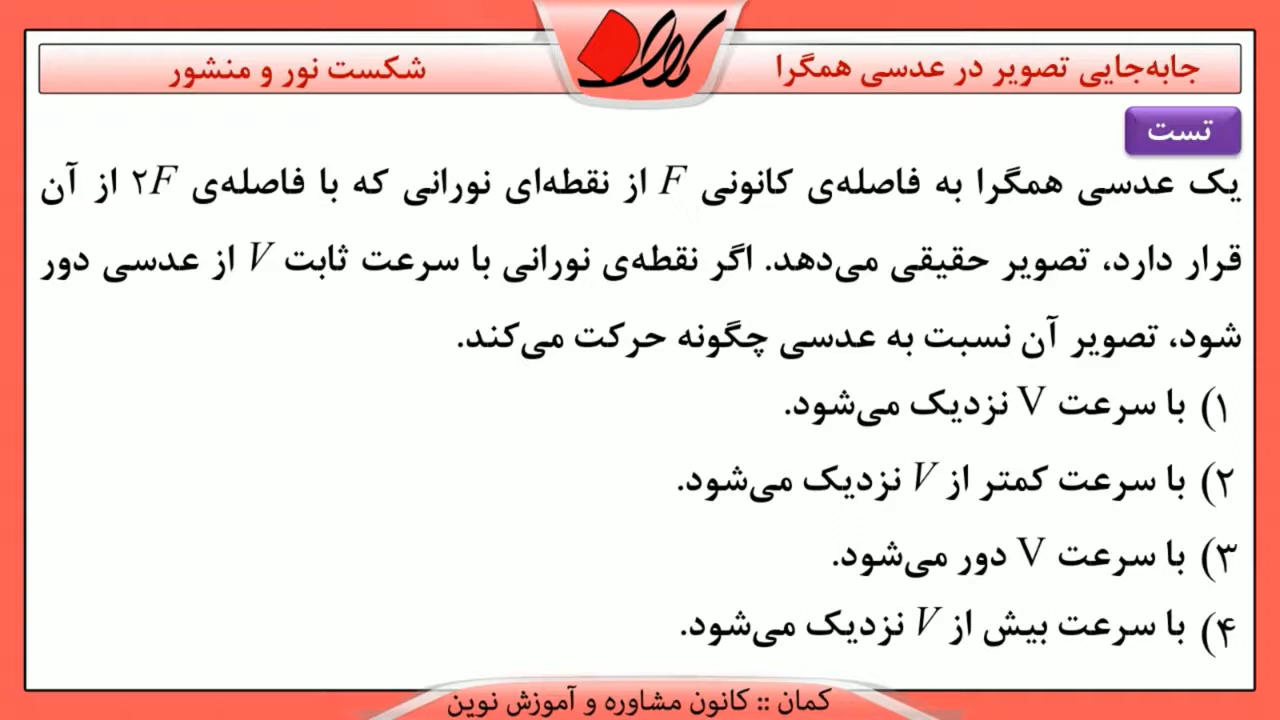 جابه‌جایی تصویر در عدسی همگرا
کمان
شکست نور و منشور
تست
یک عدسی همگرا به فاصله‌ی کانونی F از نقطه‌ای نورانی که با فاصله‌ی ۲F از آن
قرار دارد، تصویر حقیقی می‌دهد. اگر نقطه‌ی نورانی با سرعت ثابت V از عدسی دور
شود، تصویر آن نسبت به عدسی چگونه حرکت می‌کند.
۱) با سرعت V نزدیک می‌شود.
۲) با سرعت کمتر از V نزدیک می‌شود.
۳) با سرعت V دور می‌شود.
۴) با سرعت بیش از V نزدیک می‌شود.
کمان :: کانون مشاوره و آموزش نوین